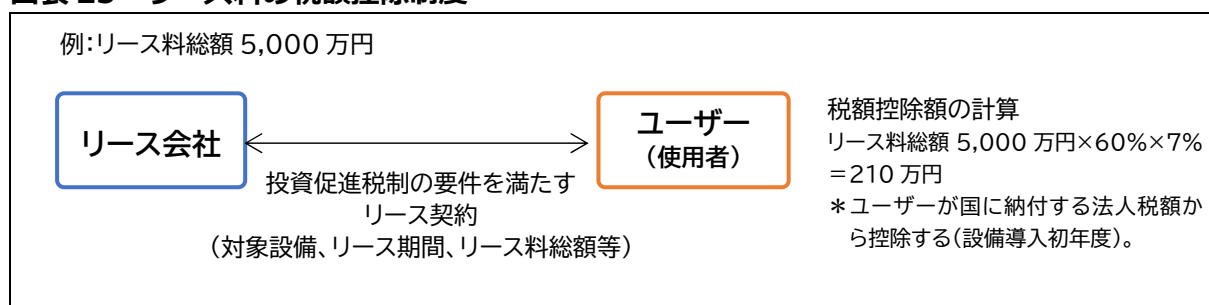 例：リース料総額 5,000 万円
リース会社
ユーザー
（使用者）
投資促進税制の要件を満たす
リース契約
（対象設備、リース期間、リース料総額等）
税額控除額の計算
リース料総額 5,000 万円×60%×7%
＝210 万円
＊ユーザーが国に納付する法人税額か
ら控除する（設備導入初年度）。